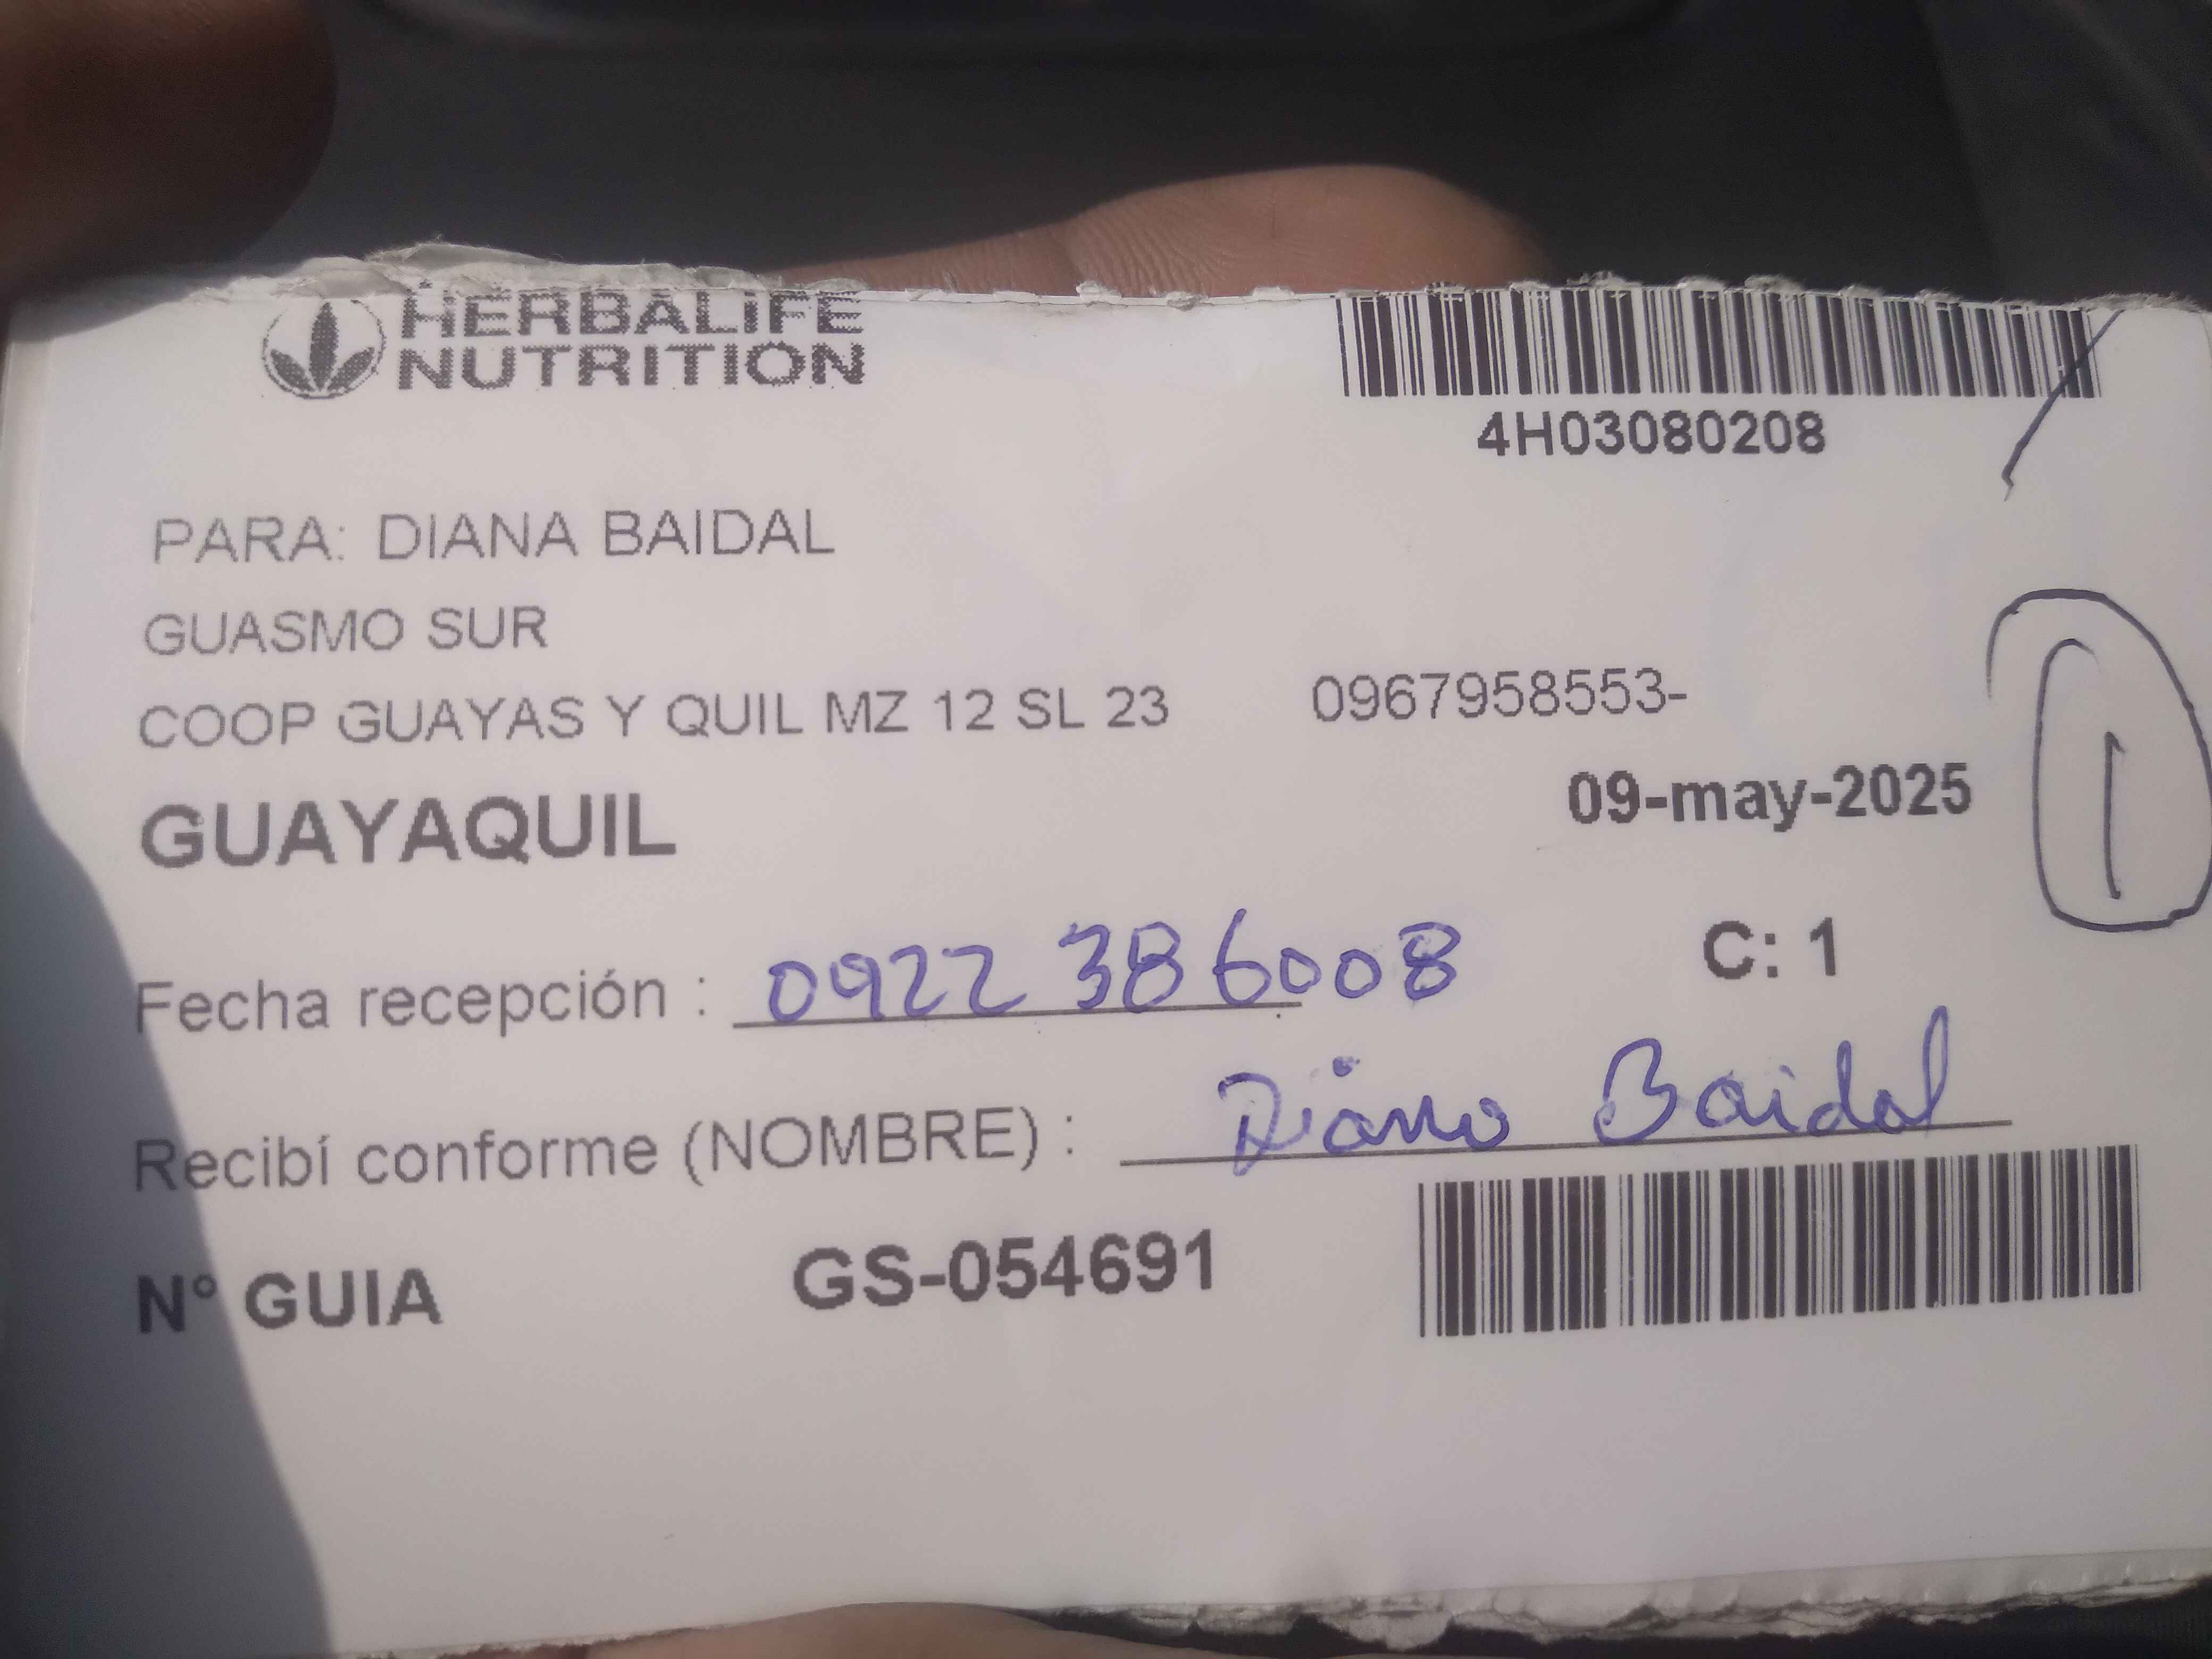 HERBALIFE
NUTRITION
4H03080208
PARA: DIANA BAIDAL
GUASMO SUR
COOP GUAYAS Y QUIL MZ 12 SL 23 0967958553-
GUAYAQUIL 09-may-2025
1
Fecha recepción : 0922386008 C: 1
Recibí conforme (NOMBRE) : Diana Baidal
N° GUIA GS-054691